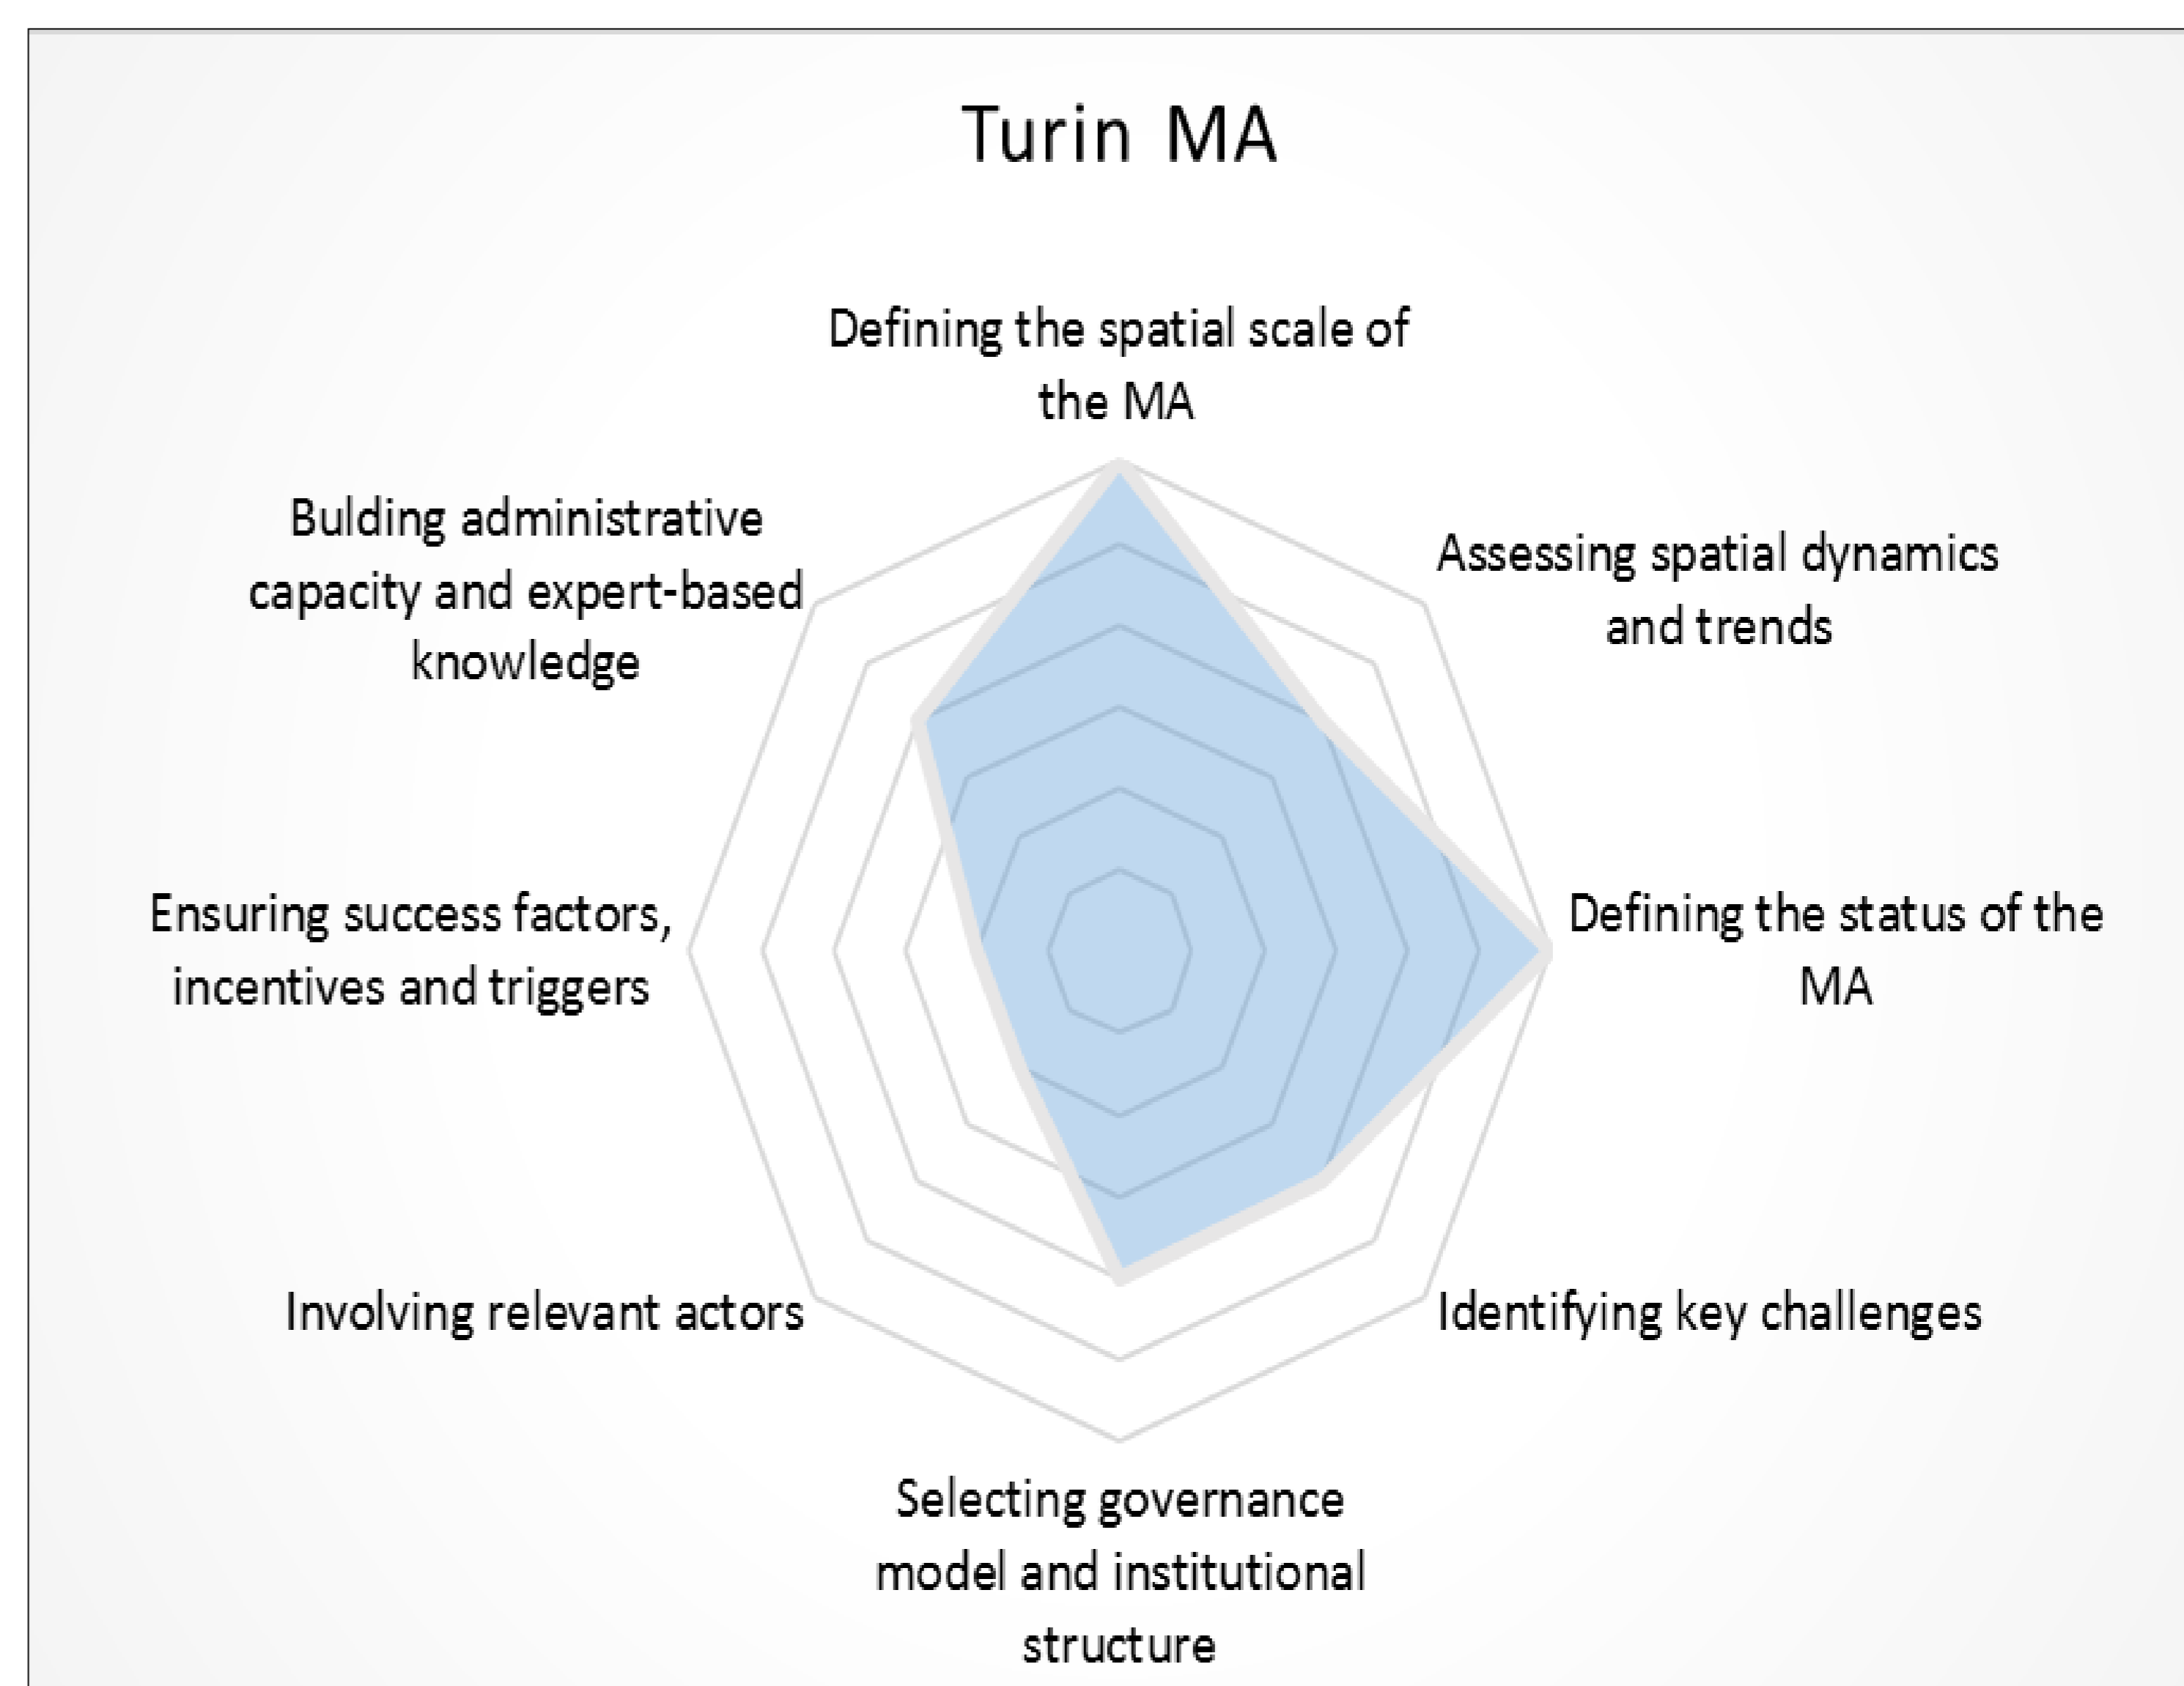 Turin MA
Defining the spatial scale of
the MA
Assessing spatial dynamics
and trends
Defining the status of the
MA
Identifying key challenges
Selecting governance
model and institutional
structure
Involving relevant actors
Ensuring success factors,
incentives and triggers
Bulding administrative
capacity and expert-based
knowledge